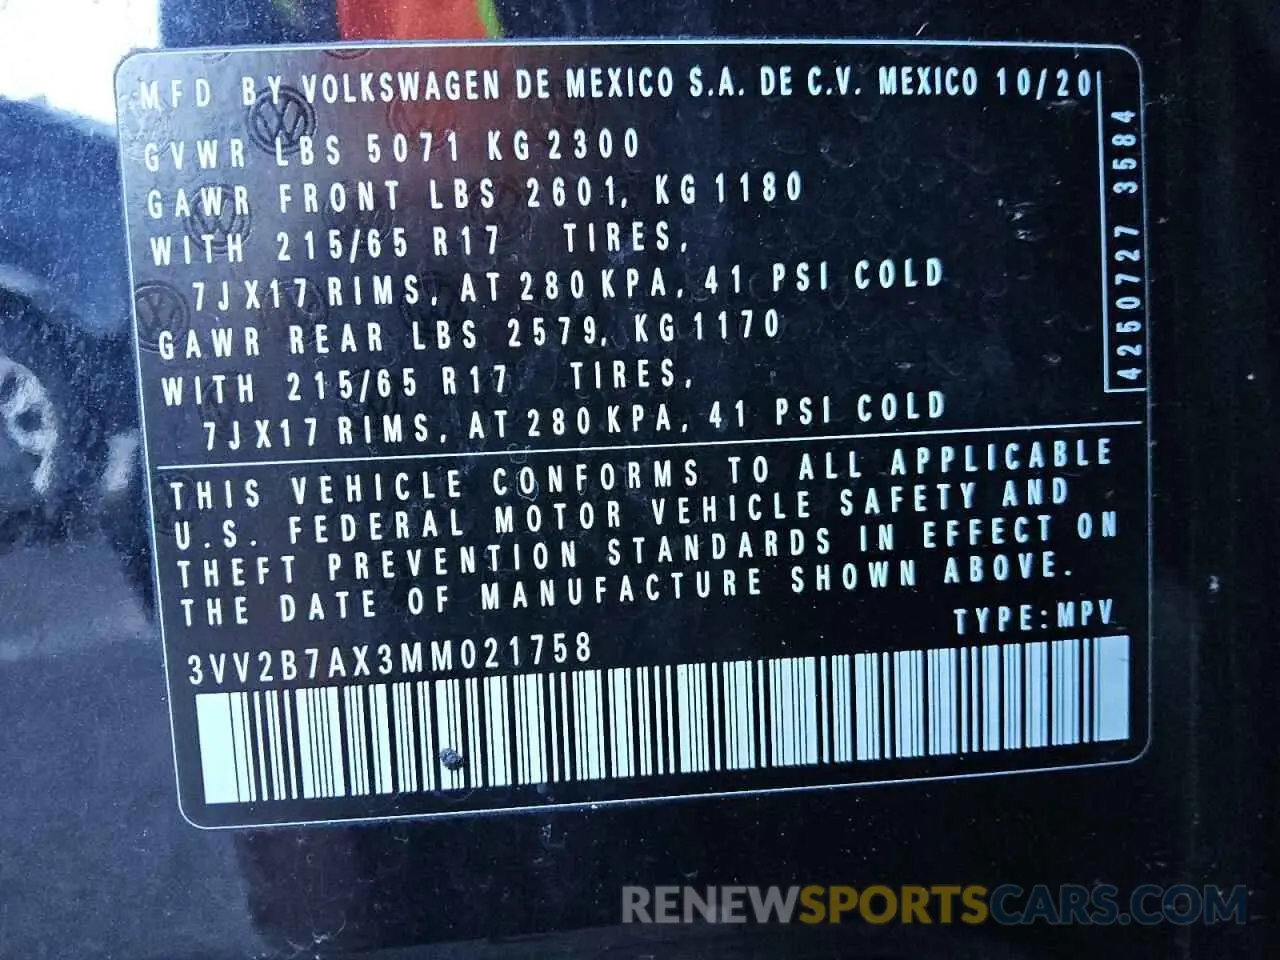 MFD BY VOLKSWAGEN DE MEXICO S.A. DE C.V. MEXICO 10/20
GVWR LBS 5071 KG 2300
GAWR FRONT LBS 2601, KG 1180
WITH 215/65 R17 TIRES,
7JX17 RIMS, AT 280 KPA, 41 PSI COLD
GAWR REAR LBS 2579, KG 1170
WITH 215/65 R17 TIRES,
7JX17 RIMS, AT 280 KPA, 41 PSI COLD
4250727 3584
THIS VEHICLE CONFORMS TO ALL APPLICABLE
U.S. FEDERAL MOTOR VEHICLE SAFETY AND
THEFT PREVENTION STANDARDS IN EFFECT ON
THE DATE OF MANUFACTURE SHOWN ABOVE.
TYPE:MPV
3VV2B7AX3MM021758
RENEWSPORTSCARS.COM